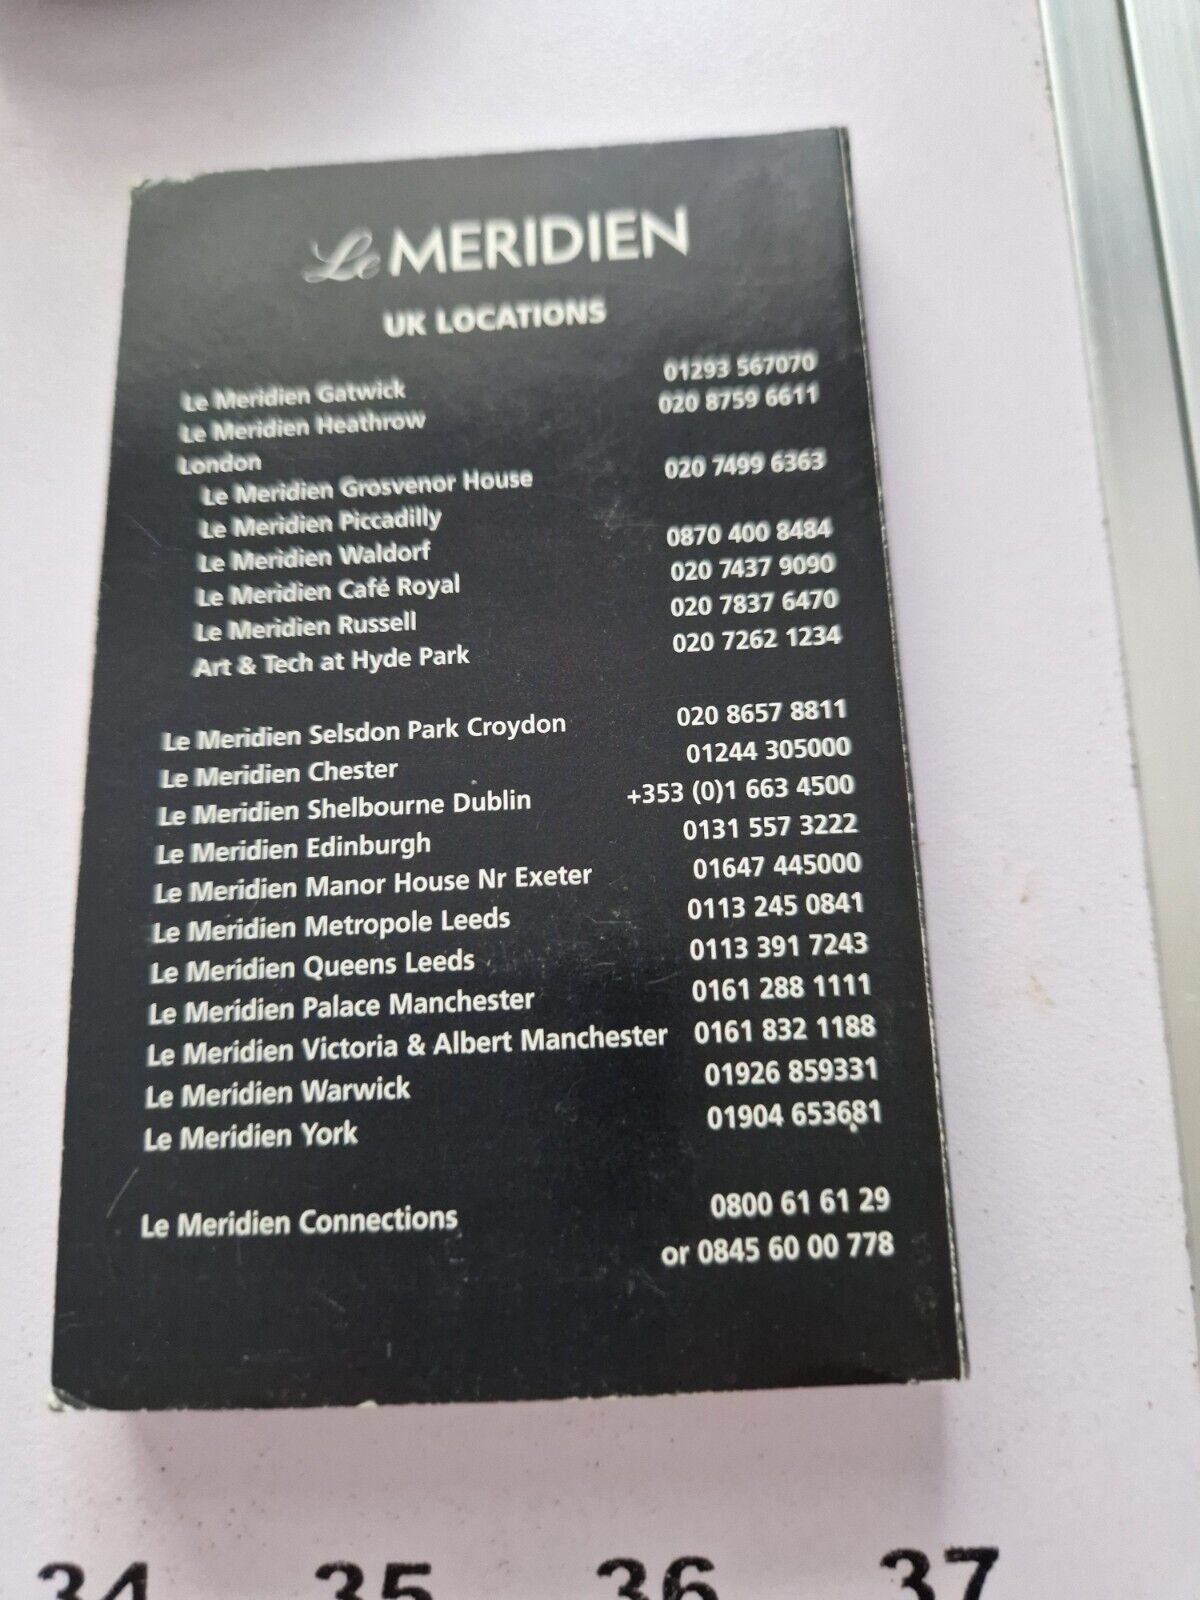 Le MERIDIEN
UK LOCATIONS
Le Meridien Gatwick 01293 567070
Le Meridien Heathrow 020 8759 6611
London
Le Meridien Grosvenor House 020 7499 6363
Le Meridien Piccadilly
Le Meridien Waldorf 0870 400 8484
Le Meridien Café Royal 020 7437 9090
Le Meridien Russell 020 7837 6470
Art & Tech at Hyde Park 020 7262 1234
Le Meridien Selsdon Park Croydon 020 8657 8811
Le Meridien Chester 01244 305000
Le Meridien Shelbourne Dublin +353 (0)1 663 4500
Le Meridien Edinburgh 0131 557 3222
Le Meridien Manor House Nr Exeter 01647 445000
Le Meridien Metropole Leeds 0113 245 0841
Le Meridien Queens Leeds 0113 391 7243
Le Meridien Palace Manchester 0161 288 1111
Le Meridien Victoria & Albert Manchester 0161 832 1188
Le Meridien Warwick 01926 859331
Le Meridien York 01904 653681
Le Meridien Connections 0800 61 61 29
or 0845 60 00 778
34 35 36 37